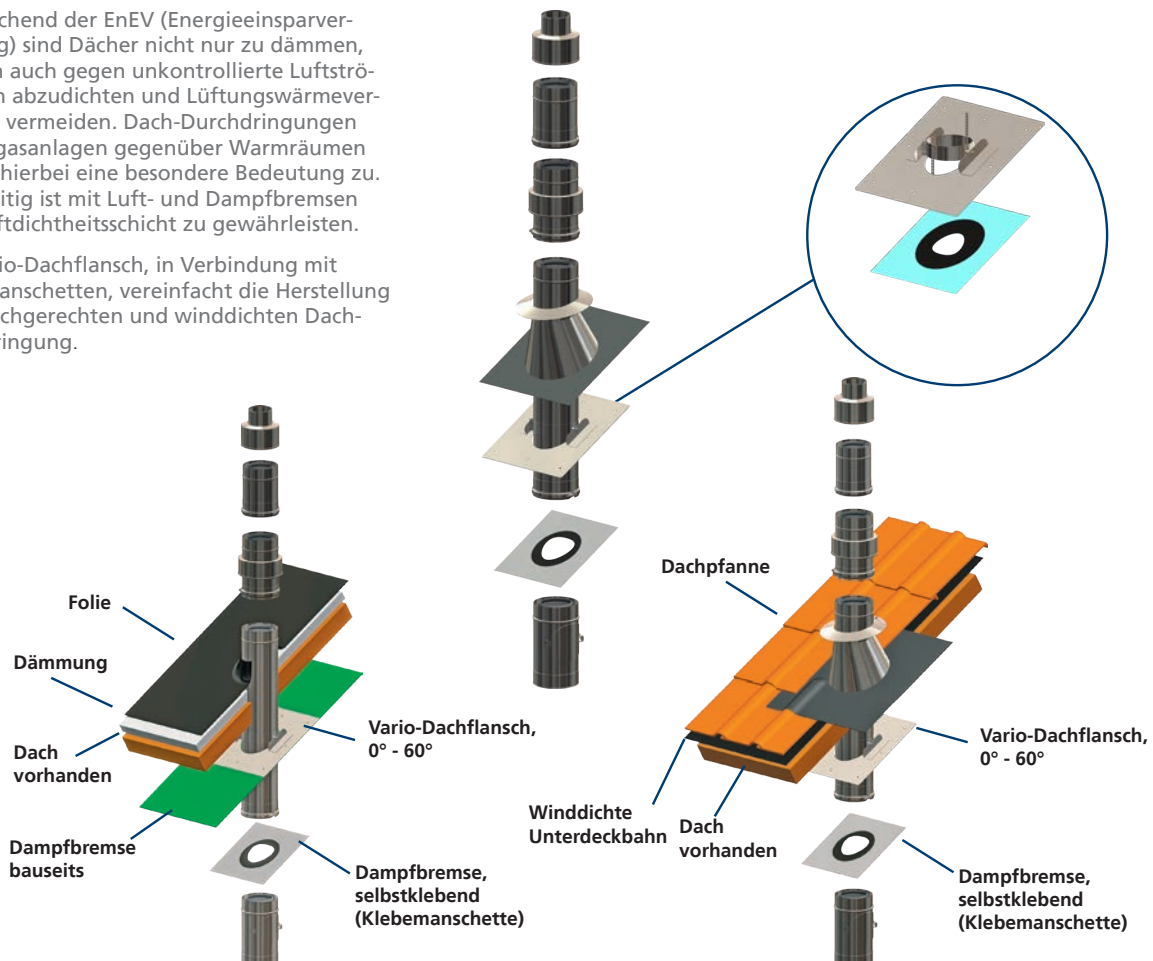 chend der EnEV (Energieeinsparver-
g) sind Dächer nicht nur zu dämmen,
n auch gegen unkontrollierte Luftströ-
n abzudichten und Lüftungswärmever-
vermeiden. Dach-Durchdringungen
gasanlagen gegenüber Warmräumen
hierbei eine besondere Bedeutung zu.
itig ist mit Luft- und Dampfbremsen
ftdichtheitsschicht zu gewährleisten.
io-Dachflansch, in Verbindung mit
anschetten, vereinfacht die Herstellung
chgerechten und winddichten Dach-
ringung.
Folie
Dämmung
Dach
vorhanden
Dampfbremse
bauseits
Vario-Dachflansch,
0° - 60°
Dampfbremse,
selbstklebend
(Klebemanschette)
Dachpfanne
Winddichte
Unterdeckbahn
Dach
vorhanden
Vario-Dachflansch,
0° - 60°
Dampfbremse,
selbstklebend
(Klebemanschette)